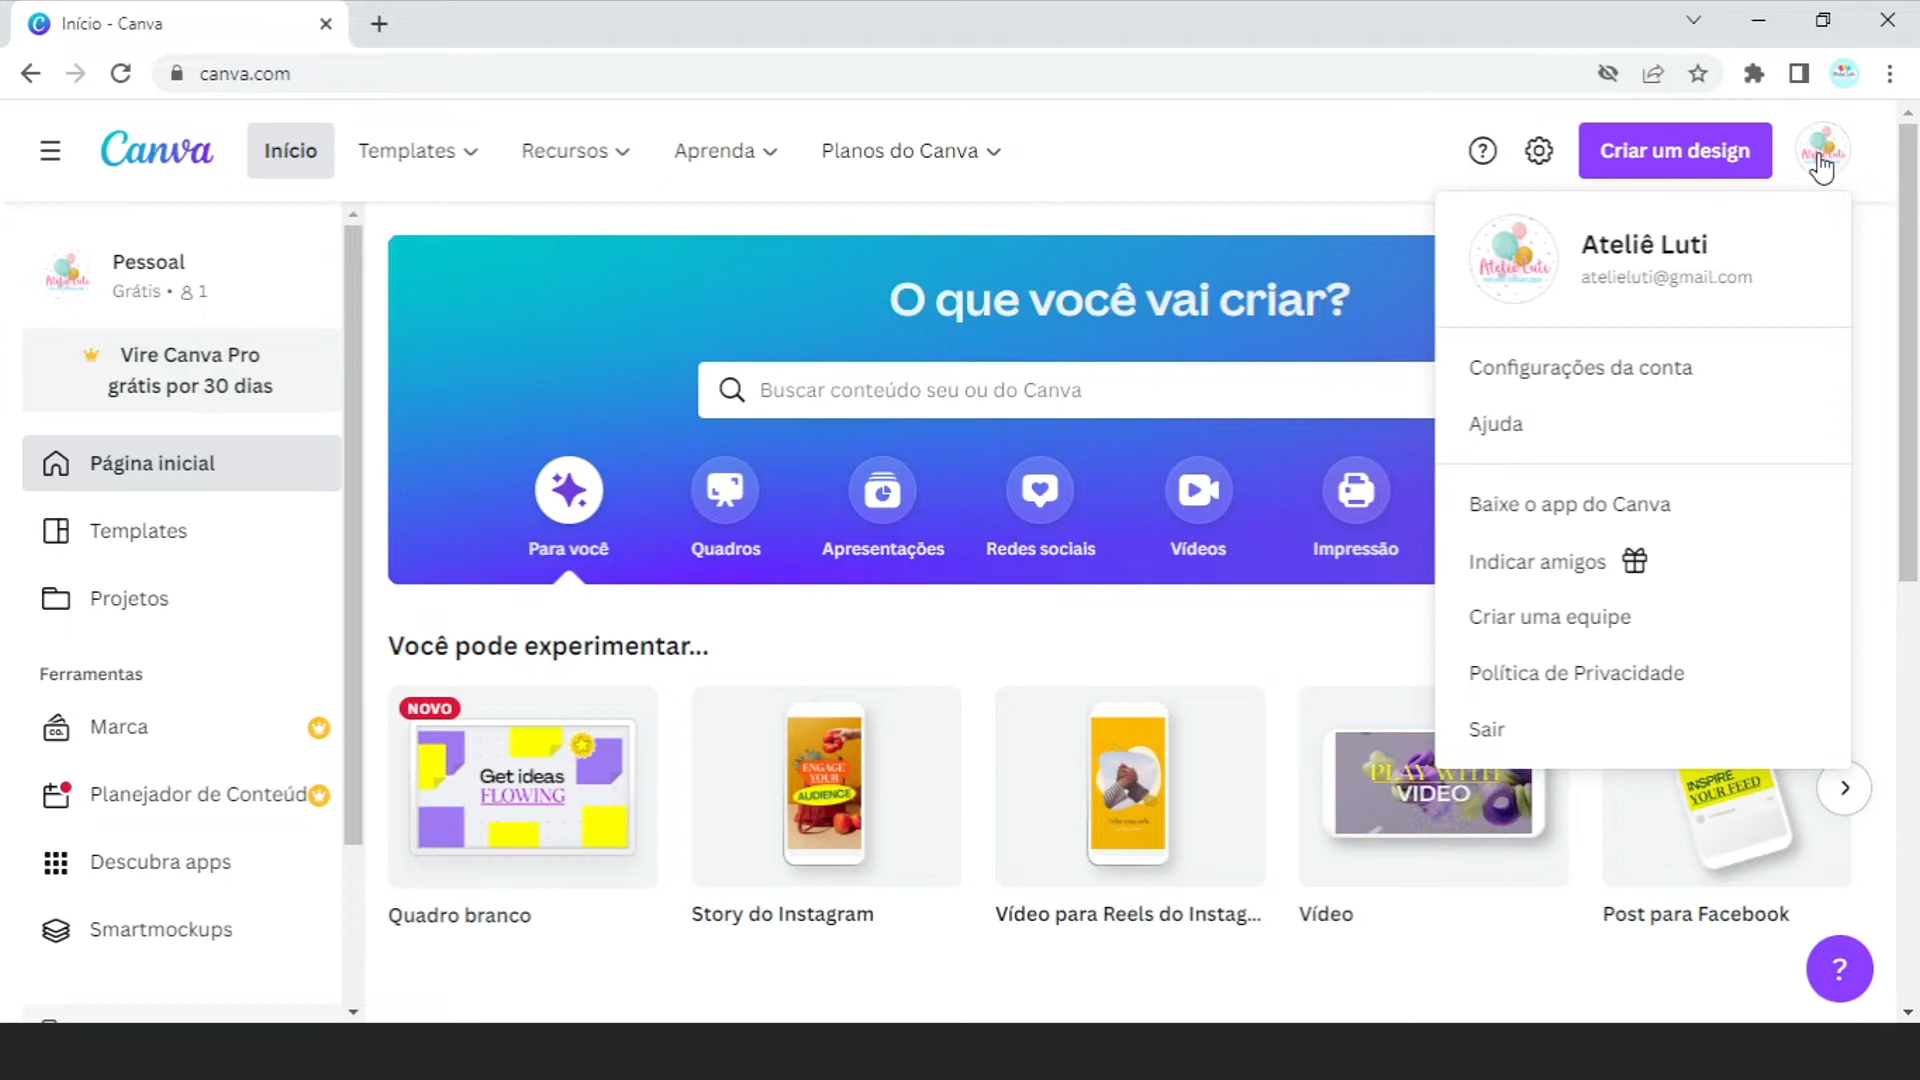 Início - Canva
canva.com
Canva
Início
Templates
Recursos
Aprenda
Planos do Canva
Criar um design
Pessoal
Grátis • 1
Vire Canva Pro
grátis por 30 dias
Página inicial
Templates
Projetos
Ferramentas
Marca
Planejador de Conteúd
Descubra apps
Smartmockups
O que você vai criar?
Buscar conteúdo seu ou do Canva
Para você
Quadros
Apresentações
Redes sociais
Vídeos
Impressão
Ateliê Luti
Ateliê Luti
atelieluti@gmail.com
Configurações da conta
Ajuda
Baixe o app do Canva
Indicar amigos
Criar uma equipe
Política de Privacidade
Sair
Você pode experimentar...
NOVO
Get ideas
FLOWING
Quadro branco
ENGAGE
YOUR
AUDIENCE
Story do Instagram
Vídeo para Reels do Instag...
PLAY WITH
VIDEO
Vídeo
INSPIRE
YOUR FEED
Post para Facebook
?